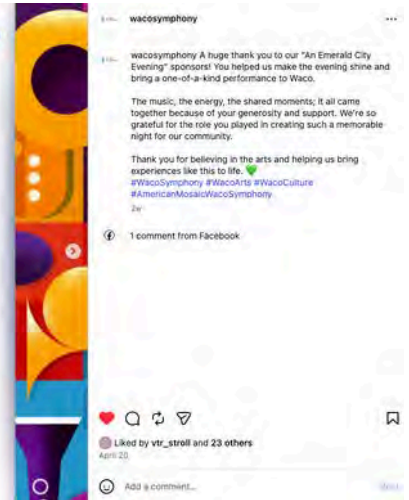 wacosymphony
wacosymphony A huge thank you to our "An Emerald City
Evening" sponsors! You helped us make the evening shine and
bring a one-of-a-kind performance to Waco.
The music, the energy, the shared moments; it all came
together because of your generosity and support. We're so
grateful for the role you played in creating such a memorable
night for our community.
Thank you for believing in the arts and helping us bring
experiences like this to life. 💚
#WacoSymphony #WacoArts #WacoCulture
#AmericanMosaicWacoSymphony
2w
1 comment from Facebook
Liked by vtr_stroll and 23 others
April 20
Add a comment...
Post